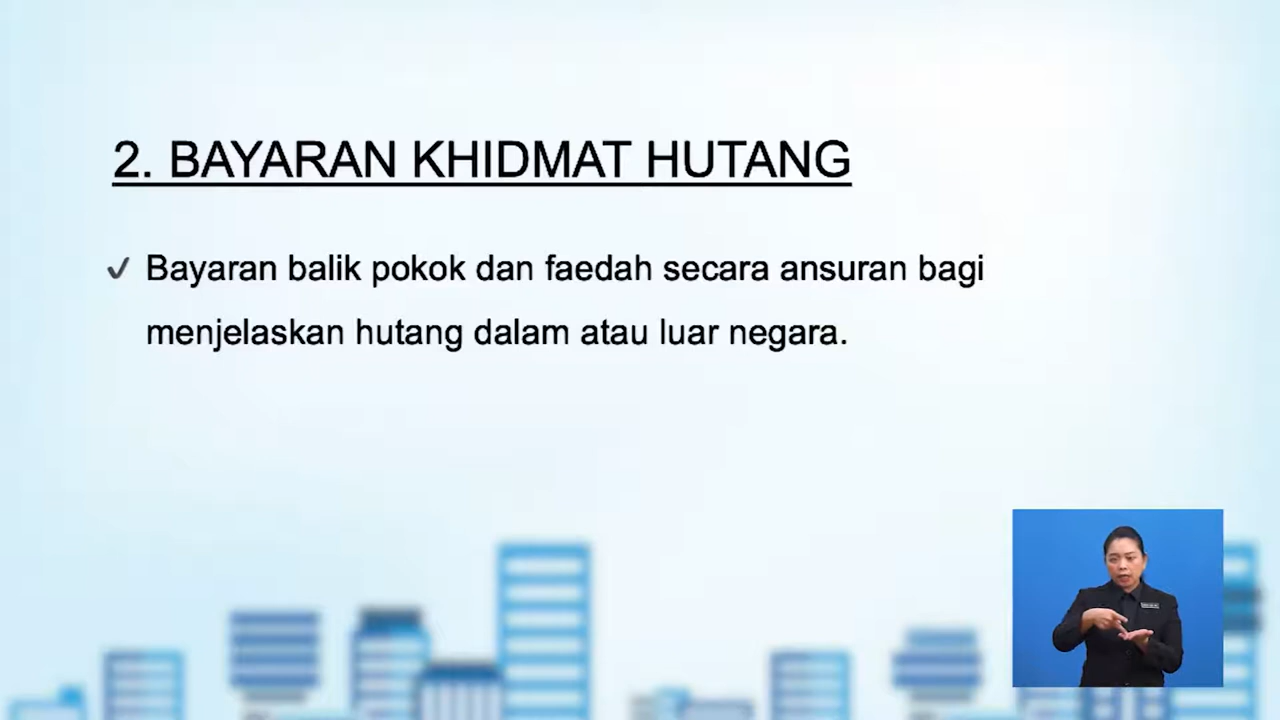 2. BAYARAN KHIDMAT HUTANG
✓ Bayaran balik pokok dan faedah secara ansuran bagi
menjelaskan hutang dalam atau luar negara.